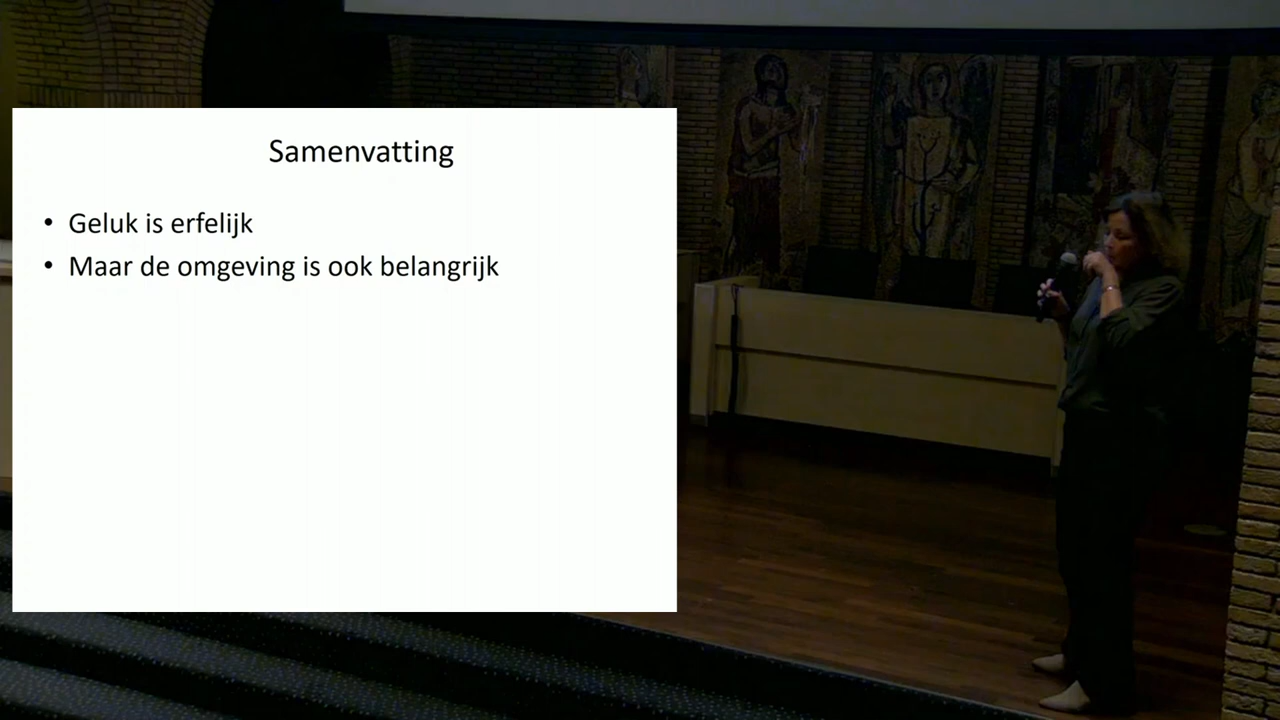 Samenvatting
• Geluk is erfelijk
• Maar de omgeving is ook belangrijk